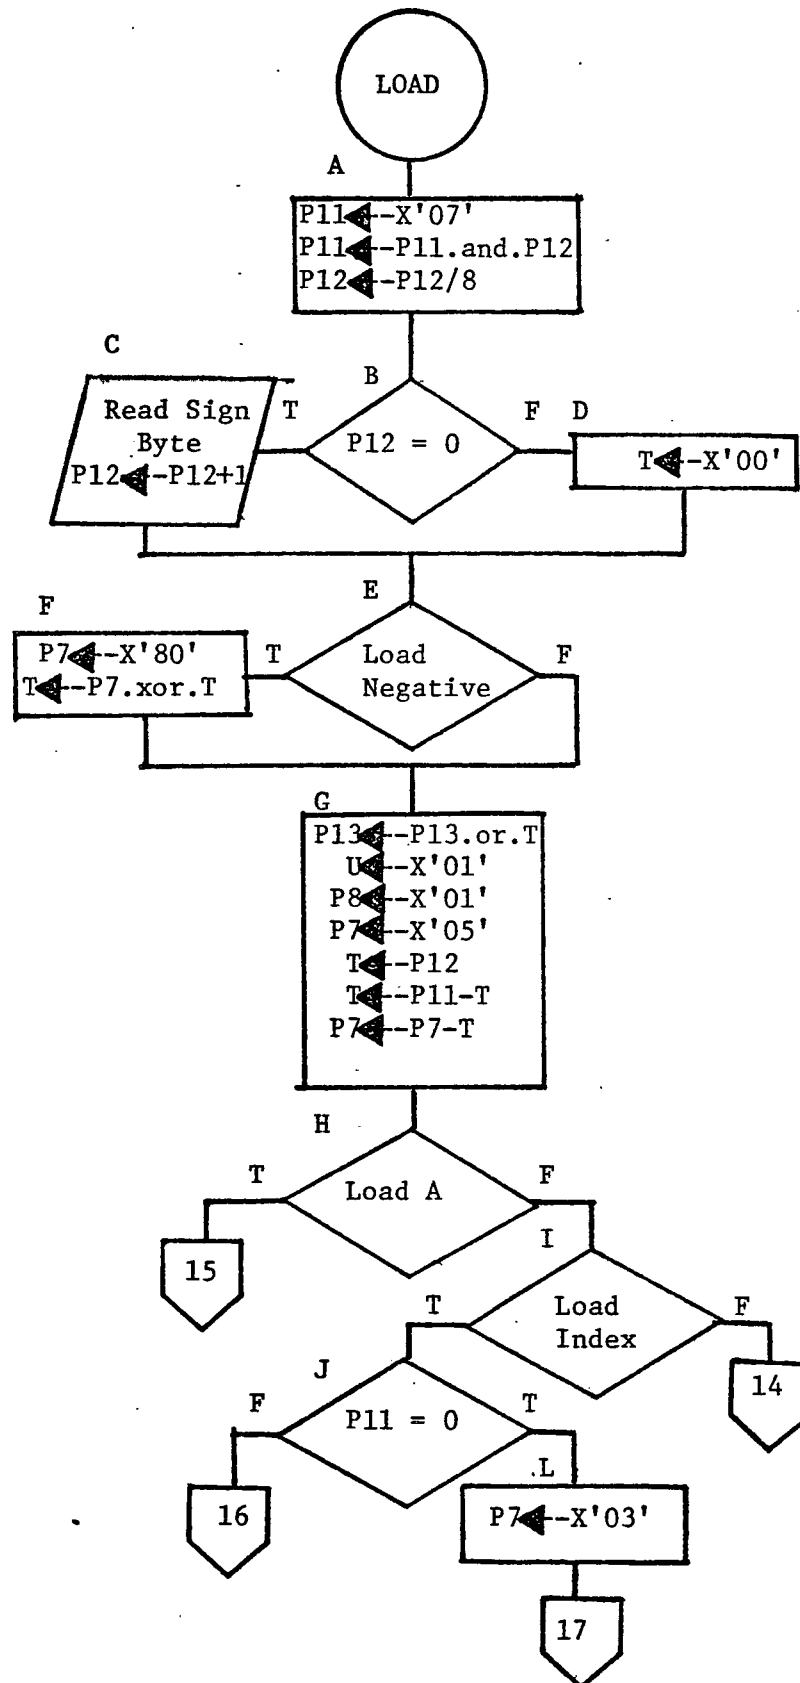 LOAD
A
P11◀--X'07'
P11◀--P11.and.P12
P12◀--P12/8
C
B
Read Sign
Byte
P12◀--P12+1
T
P12 = 0
F
D
T◀--X'00'
E
F
P7◀--X'80'
T◀--P7.xor.T
T
Load
Negative
F
G
P13◀--P13.or.T
U◀--X'01'
P8◀--X'01'
P7◀--X'05'
T◀--P12
T◀--P11-T
P7◀--P7-T
H
T
Load A
F
15
I
T
Load
Index
F
14
J
F
P11 = 0
T
16
.L
P7◀--X'03'
17